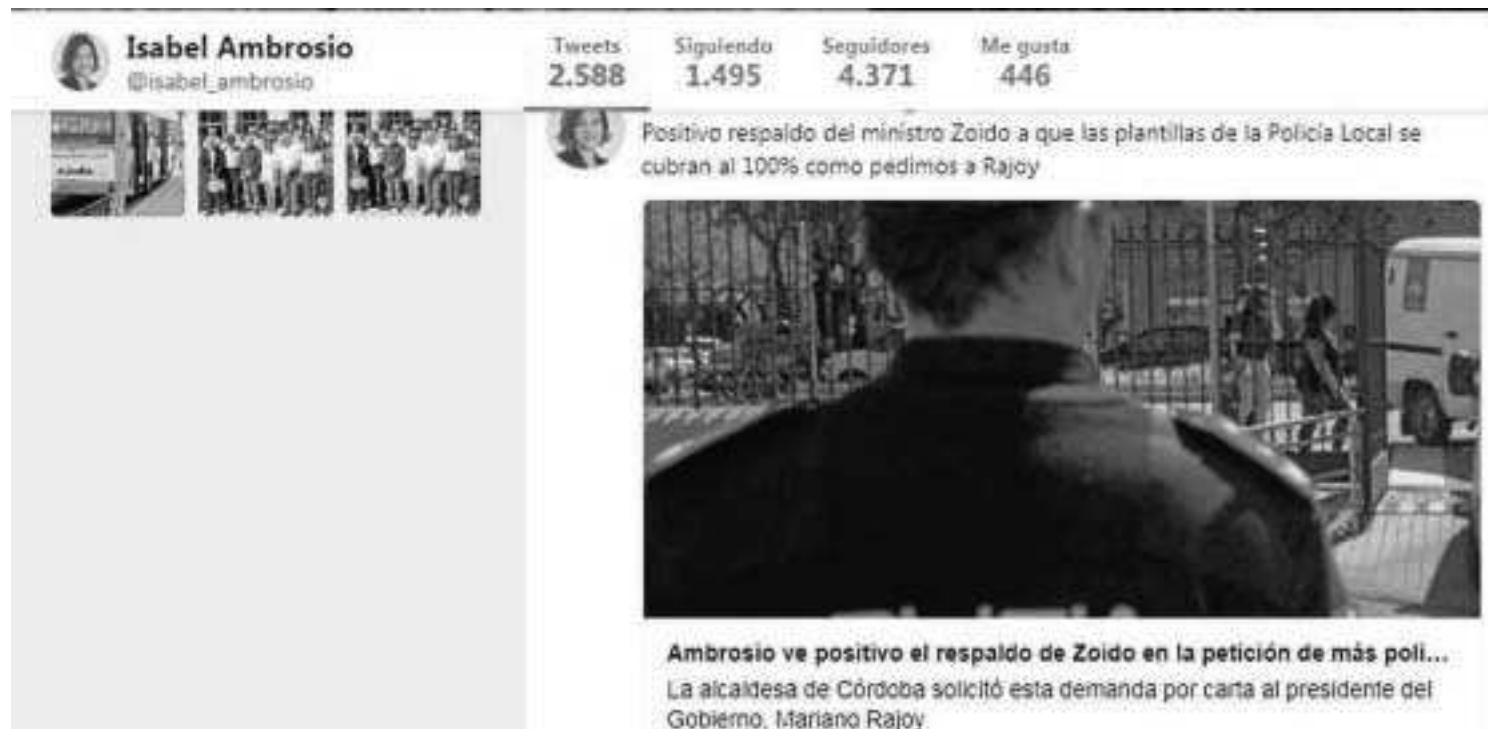 Isabel Ambrosio
@isabel_ambrosio
Tweets Siguiendo Seguidores Me gusta
2.588 1.495 4.371 446
Positivo respaldo del ministro Zoido a que las plantillas de la Policía Local se
cubran al 100% como pedimos a Rajoy
Ambrosio ve positivo el respaldo de Zoido en la petición de más poli...
La alcaldesa de Córdoba solicitó esta demanda por carta al presidente del
Gobierno, Mariano Rajoy